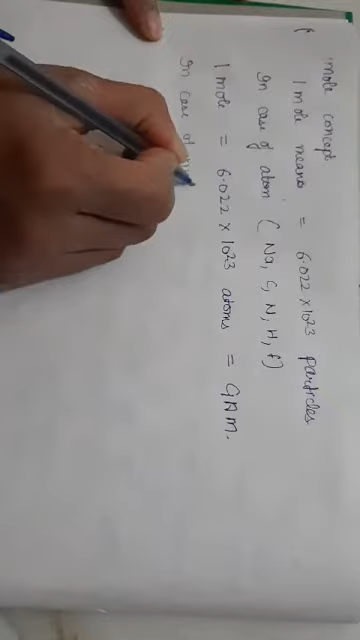 mole concept
1 mole means = 6.022 × 1023 particles
In case of atom ( Na, C, N, H, P)
1 mole = 6.022 × 1023 atoms = GAM.
In case of